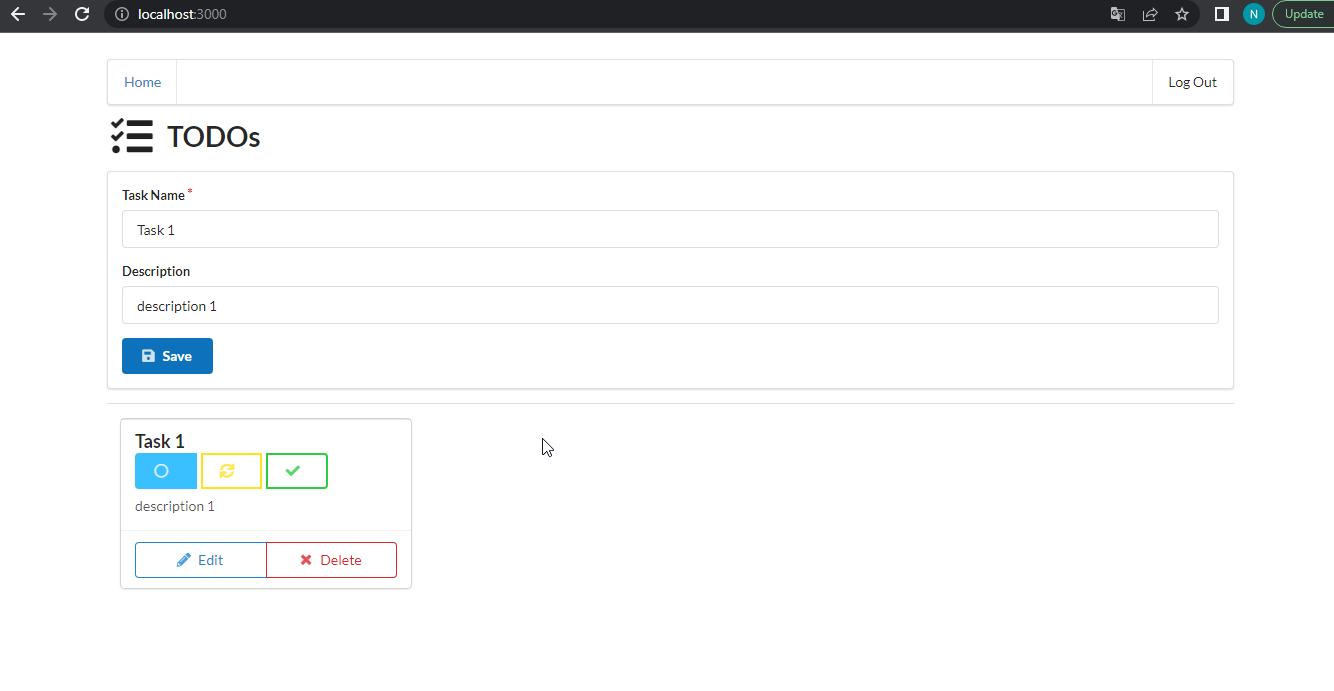 localhost:3000
N
Update
Home
Log Out
TODOs
Task Name *
Task 1
Description
description 1
Save
Task 1
description 1
Edit
Delete